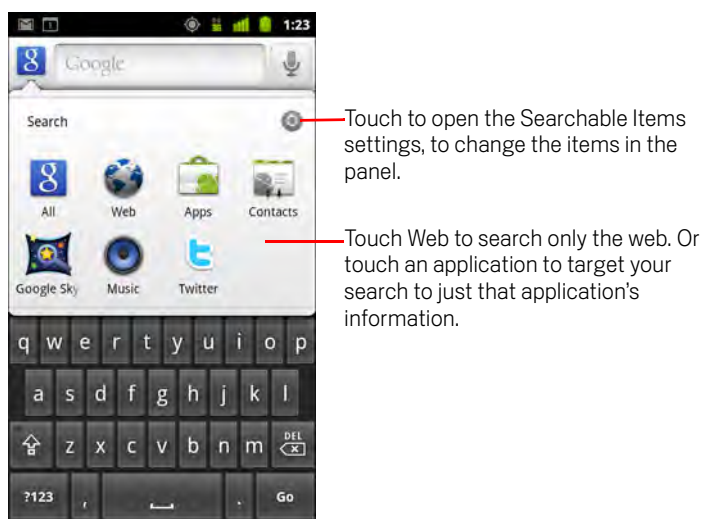 1:23
Google
Search
Touch to open the Searchable Items
settings, to change the items in the
panel.
8 All
Web
Apps
Contacts
Touch Web to search only the web. Or
touch an application to target your
search to just that application's
information.
Google Sky
Music
Twitter
q w e r t y u i o p
a s d f g h j k l
z x c v b n m DEL
?123 , . Go